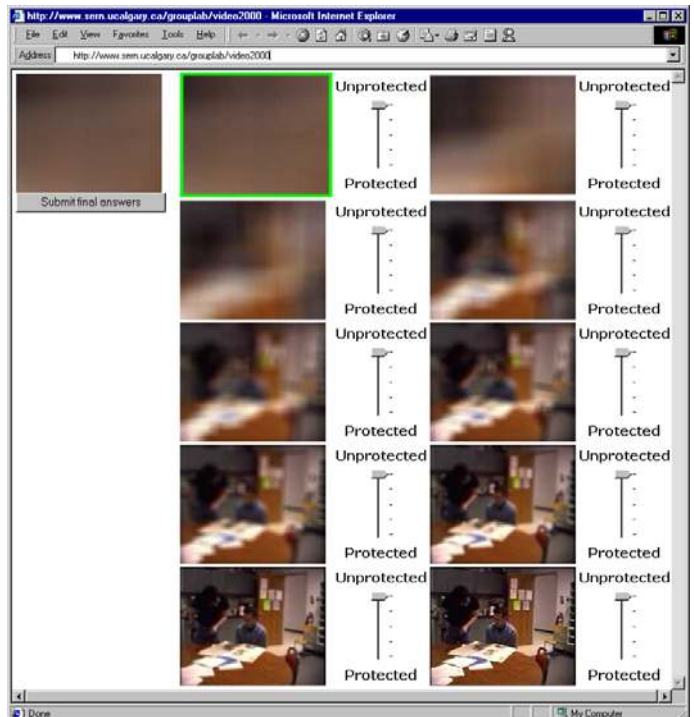 http://www.sern.ucalgary.ca/grouplab/video2000 - Microsoft Internet Explorer
File Edit View Favorites Tools Help
Address http://www.sern.ucalgary.ca/grouplab/video2000
Unprotected Unprotected
Protected Protected
Submit final answers
Unprotected Unprotected
Protected Protected
Unprotected Unprotected
Protected Protected
Unprotected Unprotected
Protected Protected
Unprotected Unprotected
Protected Protected
Done My Computer